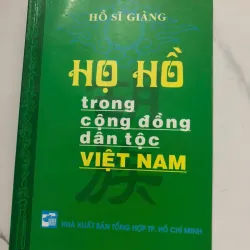 HỒ SĨ GIÀNG
HỌ HỒ
trong
cộng đồng
dân tộc
VIỆT NAM
NHÀ XUẤT BẢN TỔNG HỢP TP. HỒ CHÍ MINH